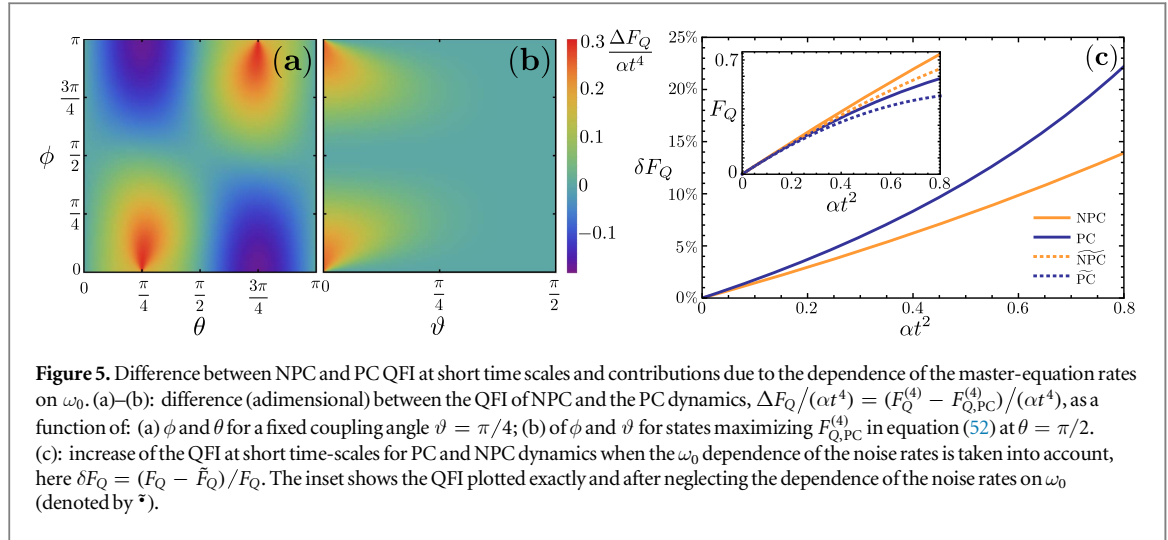 π
3π/4
ϕ
π/2
π/4
0
(a)
0
π/4
π/2
3π/4
π
θ
(b)
0
π/4
π/2
ϑ
0.3
0.2
0.1
0
−0.1
ΔF_Q/αt⁴
25%
20%
15%
δF_Q
10%
5%
0%
(c)
0.7
F_Q
0
0
0.2
0.4
0.6
0.8
αt²
NPC
PC
ÑPC
P̃C
0
0.2
0.4
0.6
0.8
αt²
Figure 5. Difference between NPC and PC QFI at short time scales and contributions due to the dependence of the master-equation rates
on ω₀. (a)–(b): difference (adimensional) between the QFI of NPC and the PC dynamics, ΔF_Q/(αt⁴) = (F_Q^(4) − F_Q,PC^(4))/(αt⁴), as a
function of: (a) ϕ and θ for a fixed coupling angle ϑ = π/4; (b) of ϕ and ϑ for states maximizing F_Q,PC^(4) in equation (52) at θ = π/2.
(c): increase of the QFI at short time-scales for PC and NPC dynamics when the ω₀ dependence of the noise rates is taken into account,
here δF_Q = (F_Q − F̃_Q)/F_Q. The inset shows the QFI plotted exactly and after neglecting the dependence of the noise rates on ω₀
(denoted by ˜).